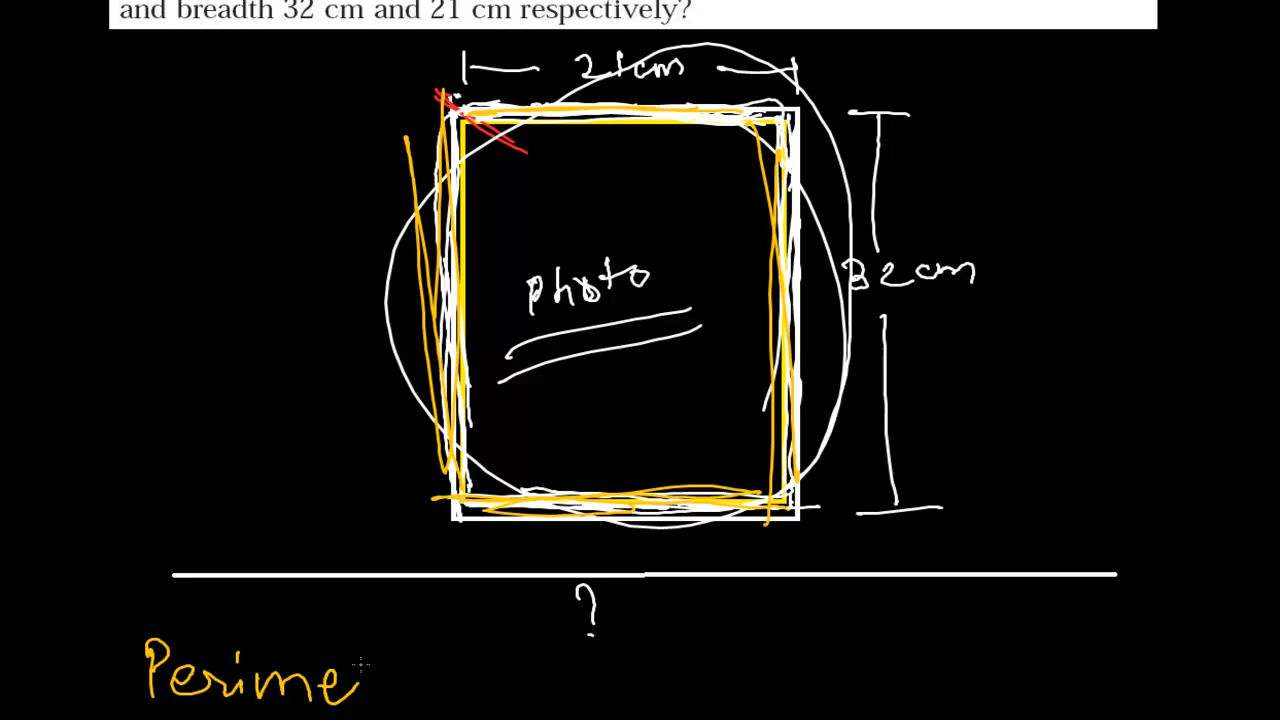 and breadth 32 cm and 21 cm respectively?
21cm
photo
32cm
?
Perime